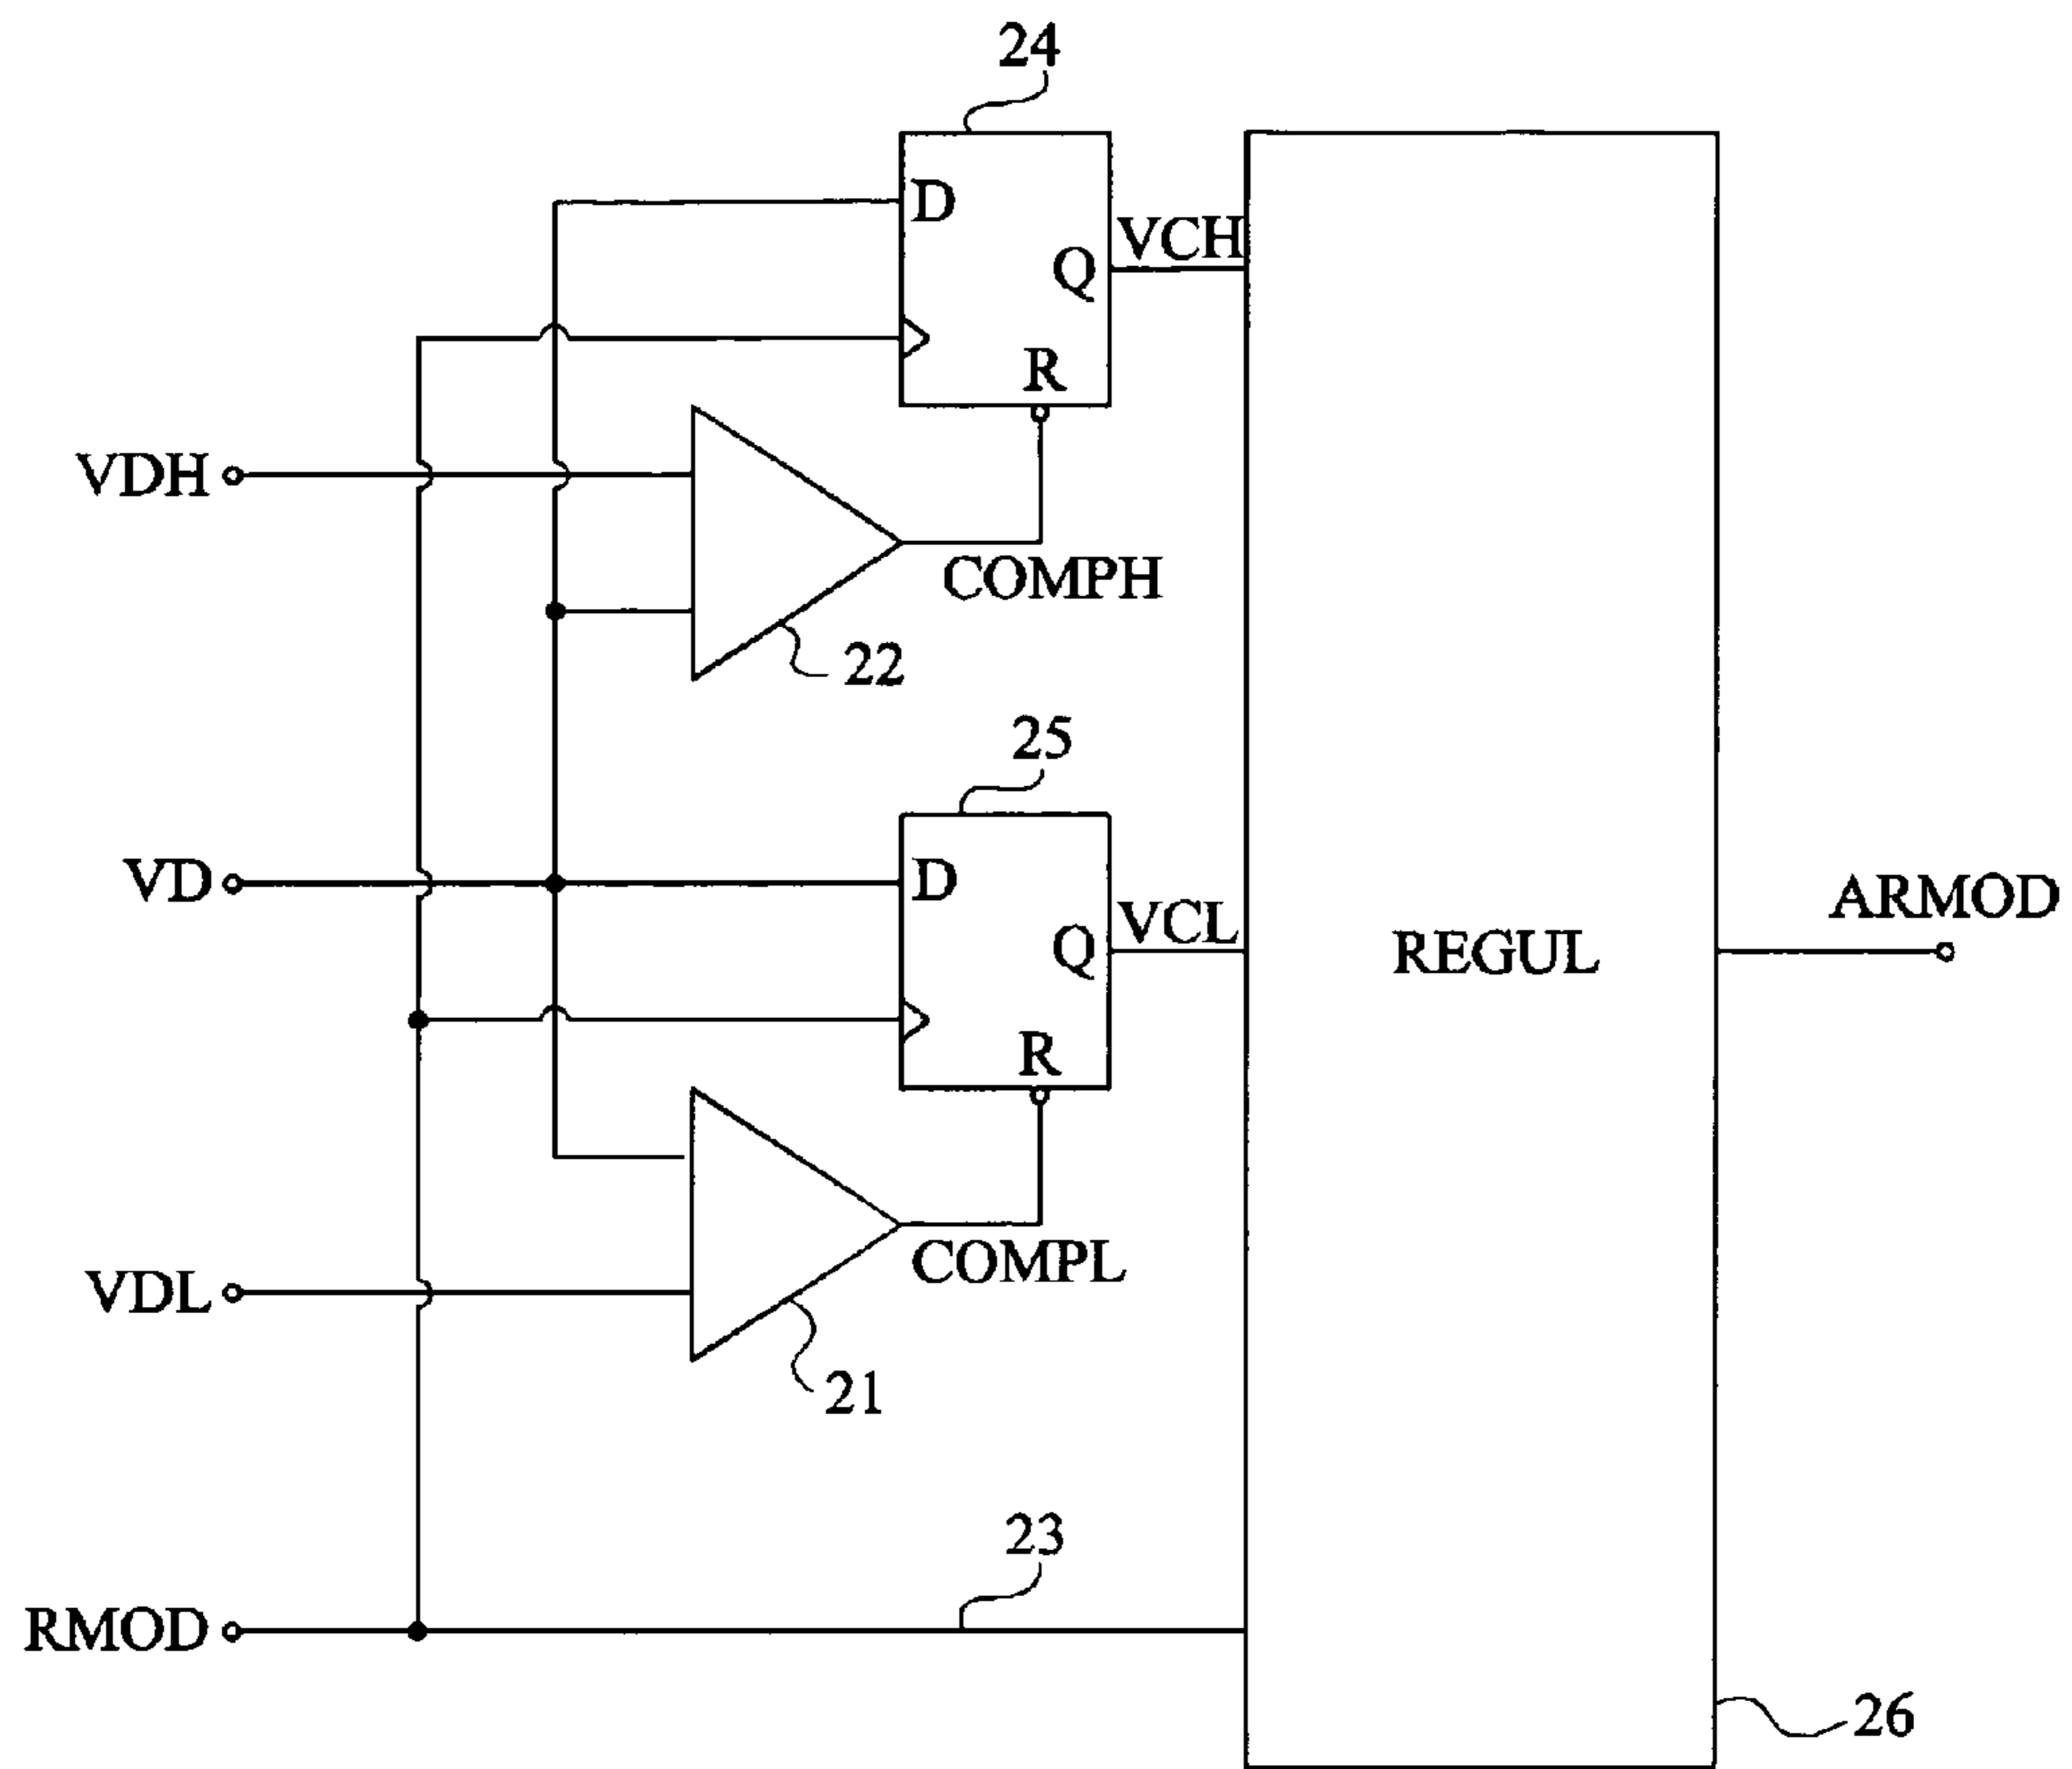 24
D
Q
VCH
R
VDH
COMPH
22
25
VD
D
Q
VCL
REGUL
ARMOD
R
COMPL
VDL
21
23
RMOD
26